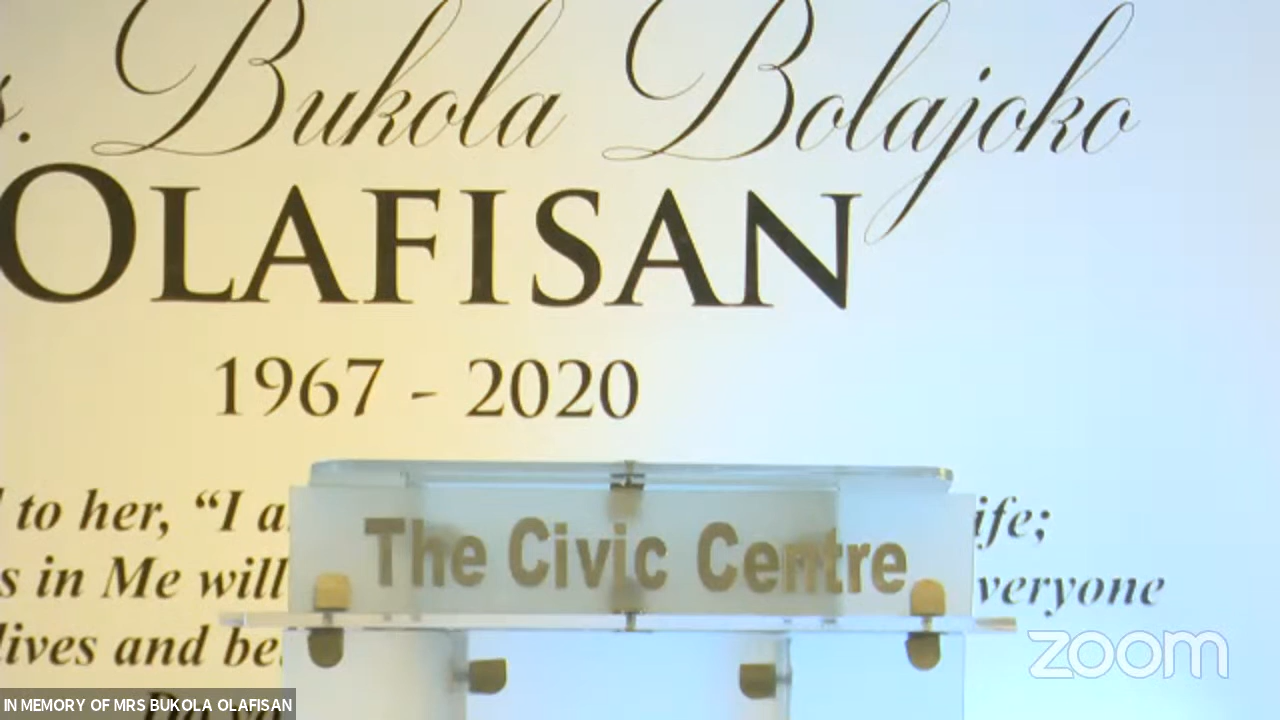 s. Bukola Bolajoko
OLAFISAN
1967 - 2020
to her, “I a ife;
s in Me will veryone
lives and be
The Civic Centre
zoom
IN MEMORY OF MRS BUKOLA OLAFISAN